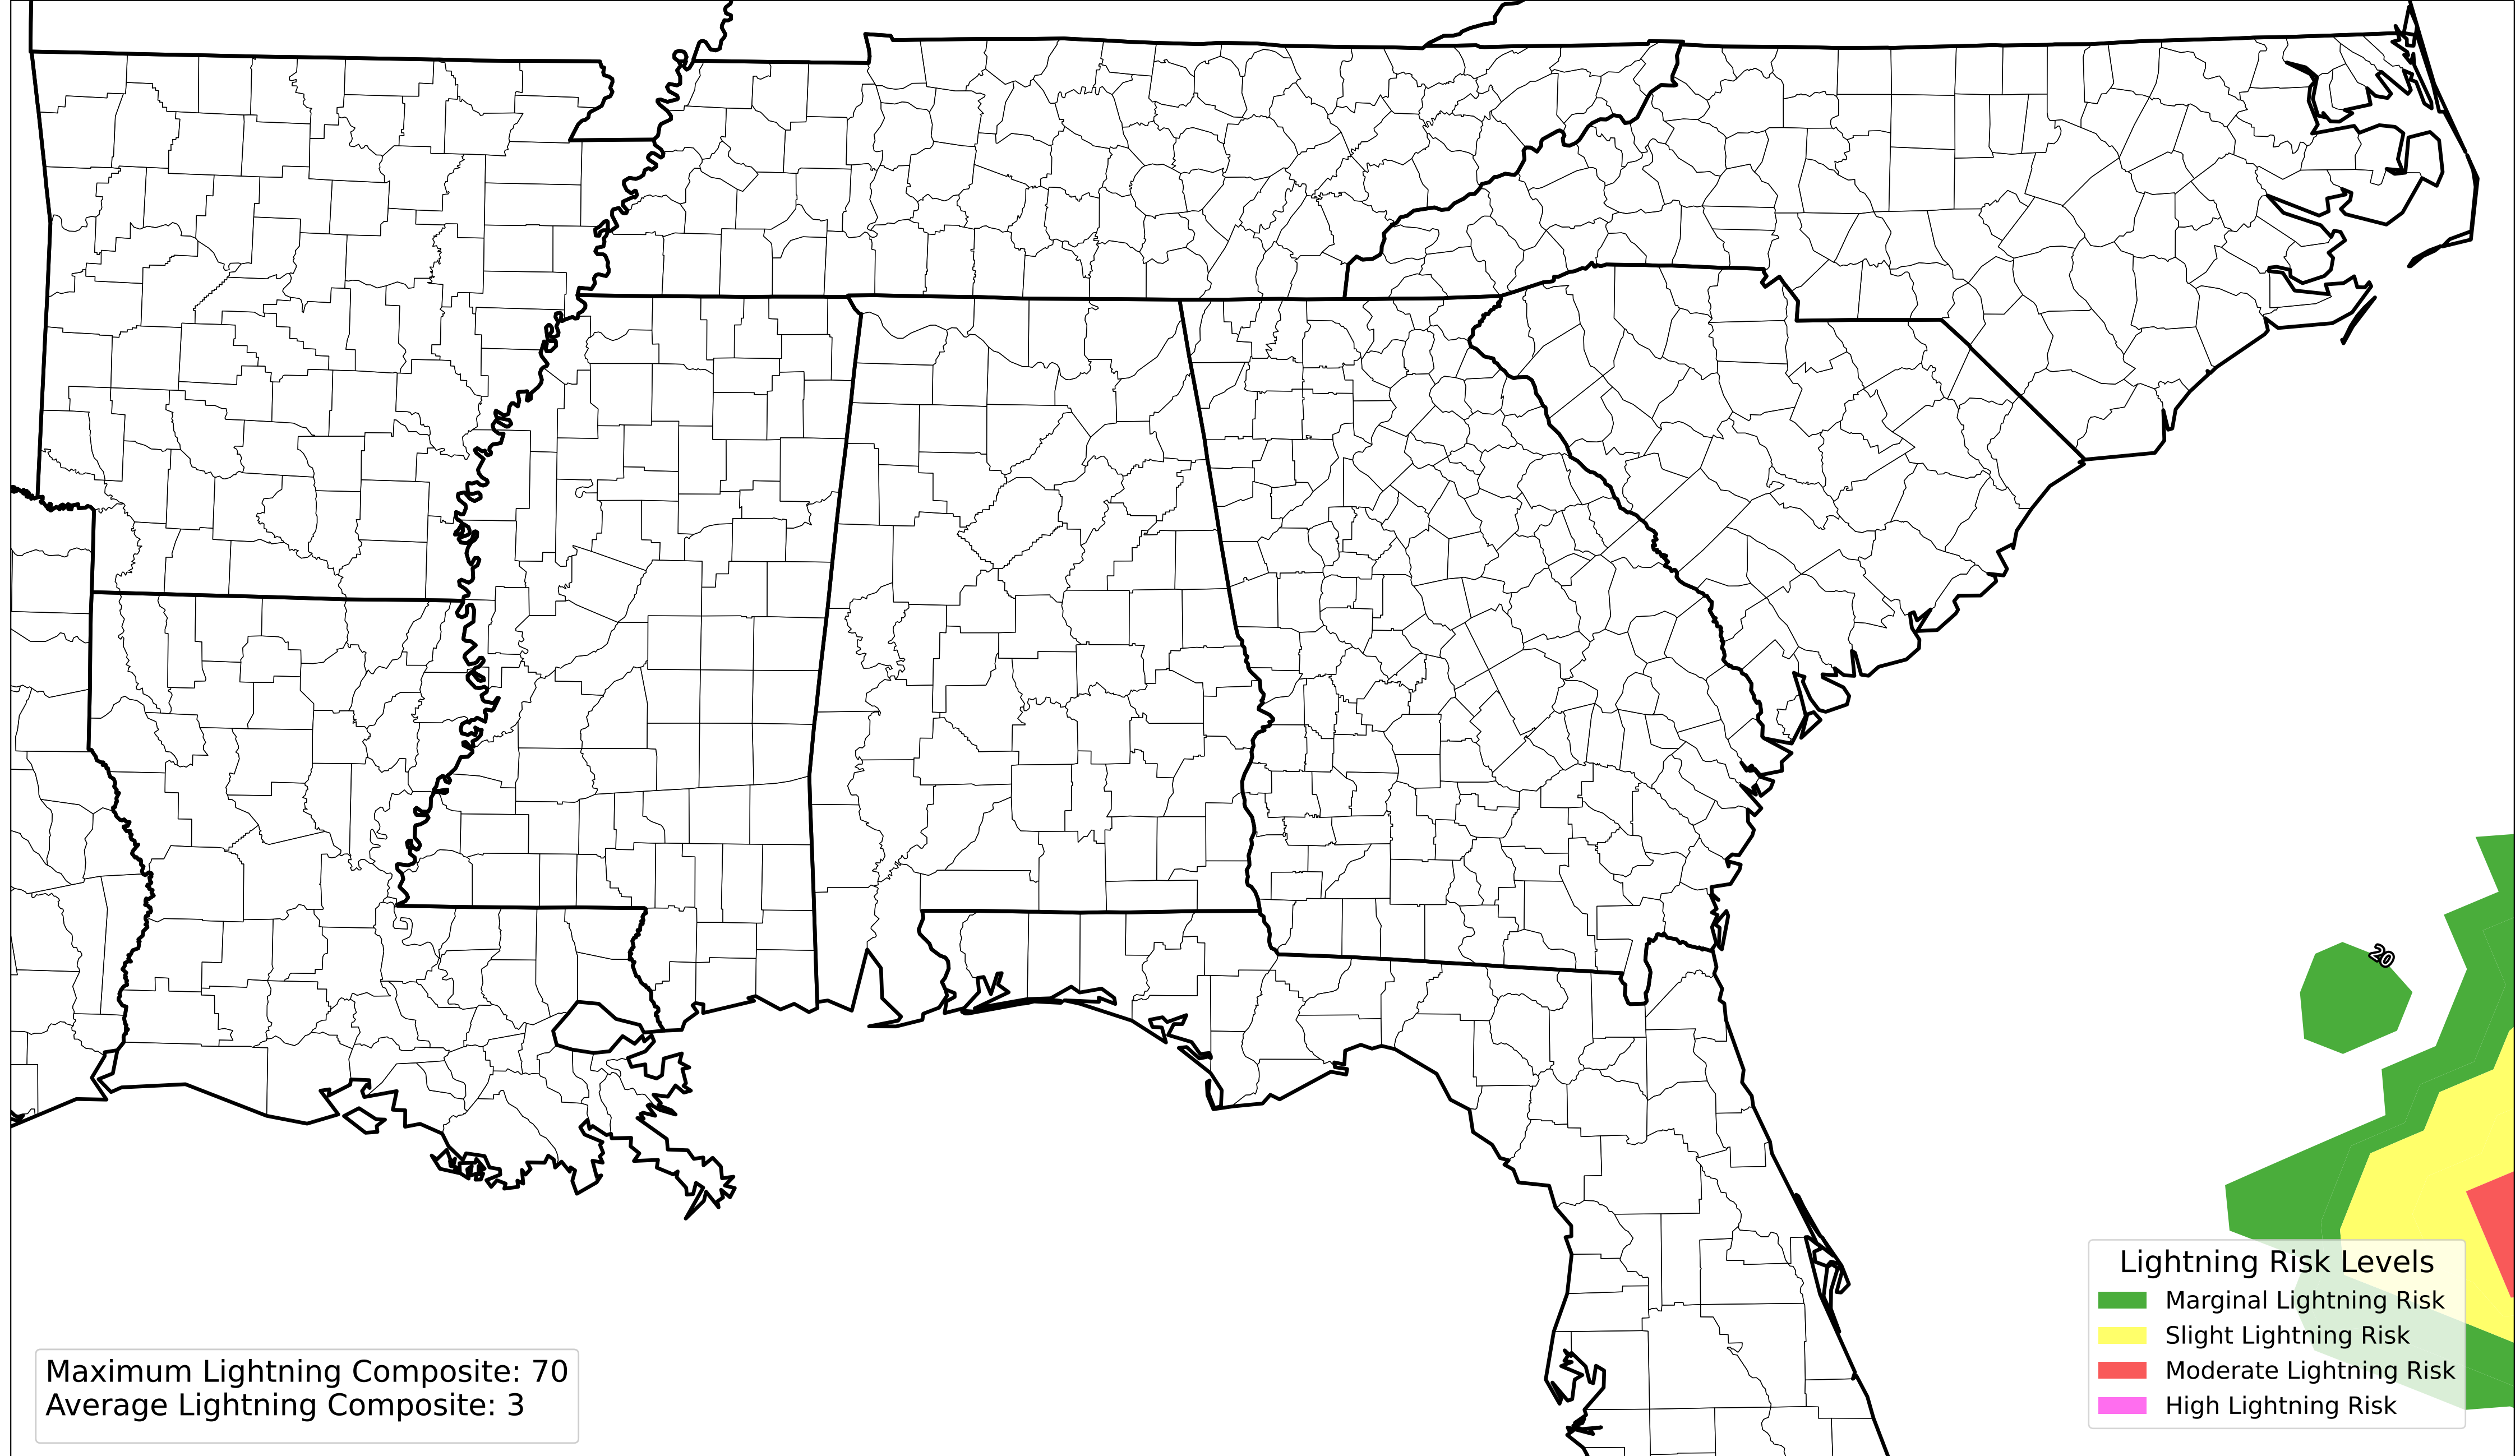 20
Lightning Risk Levels
Marginal Lightning Risk
Slight Lightning Risk
Moderate Lightning Risk
High Lightning Risk
Maximum Lightning Composite: 70
Average Lightning Composite: 3